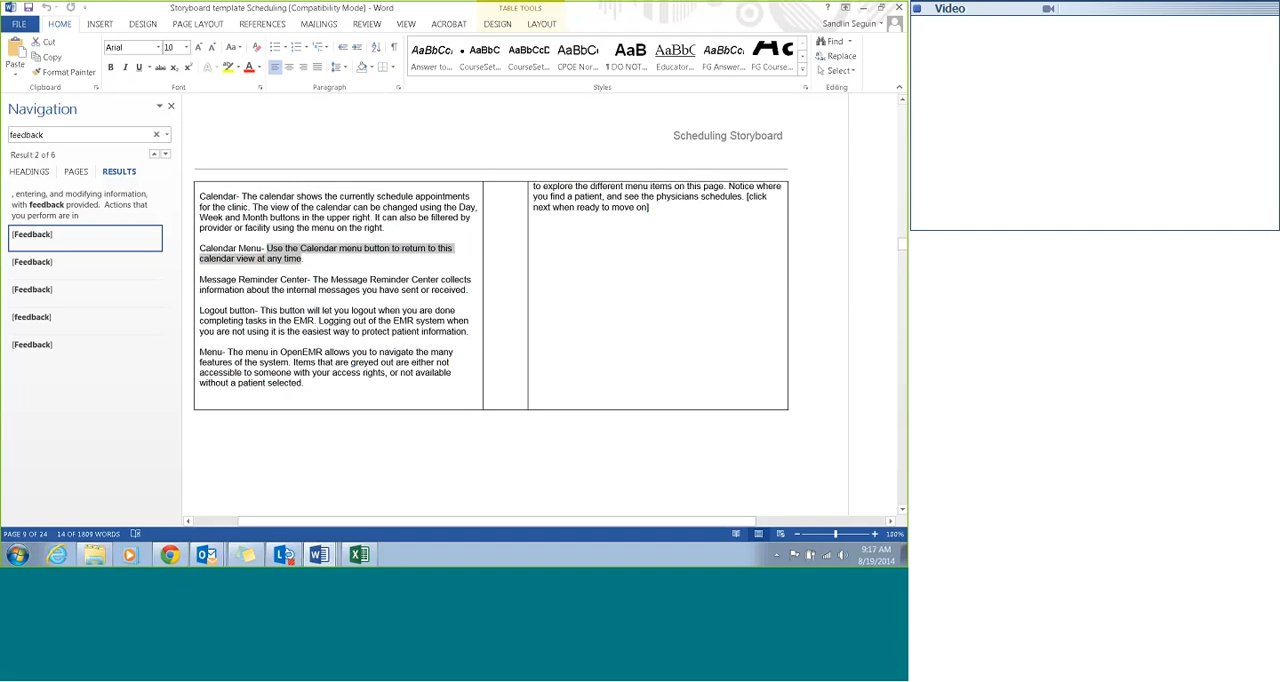 Storyboard template Scheduling [Compatibility Mode] - Word
TABLE TOOLS
FILE HOME INSERT DESIGN PAGE LAYOUT REFERENCES MAILINGS REVIEW VIEW ACROBAT DESIGN LAYOUT
Sandlin Seguin
Paste
Cut
Copy
Format Painter
Clipboard
Arial 10
Font
Paragraph
AaBbCc AaBbC AaBbCcD AaBbC AaB AaBbC AaBbCc
Answer to... CourseSet... CourseSet... CPOE Nor... 1 DO NOT... Educator... FG Answer... FG Course...
Styles
Find
Replace
Select
Editing
Video
Navigation
feedback
Result 2 of 6
HEADINGS PAGES RESULTS
, entering, and modifying information,
with feedback provided. Actions that
you perform are in
[Feedback]
[Feedback]
[Feedback]
[feedback]
[Feedback]
Scheduling Storyboard
Calendar- The calendar shows the currently schedule appointments
for the clinic. The view of the calendar can be changed using the Day,
Week and Month buttons in the upper right. It can also be filtered by
provider or facility using the menu on the right.
Calendar Menu- Use the Calendar menu button to return to this
calendar view at any time.
Message Reminder Center- The Message Reminder Center collects
information about the internal messages you have sent or received.
Logout button- This button will let you logout when you are done
completing tasks in the EMR. Logging out of the EMR system when
you are not using it is the easiest way to protect patient information.
Menu- The menu in OpenEMR allows you to navigate the many
features of the system. Items that are greyed out are either not
accessible to someone with your access rights, or not available
without a patient selected.
to explore the different menu items on this page. Notice where
you find a patient, and see the physicians schedules. [click
next when ready to move on]
PAGE 9 OF 24 14 OF 1809 WORDS
100%
9:17 AM
8/19/2014